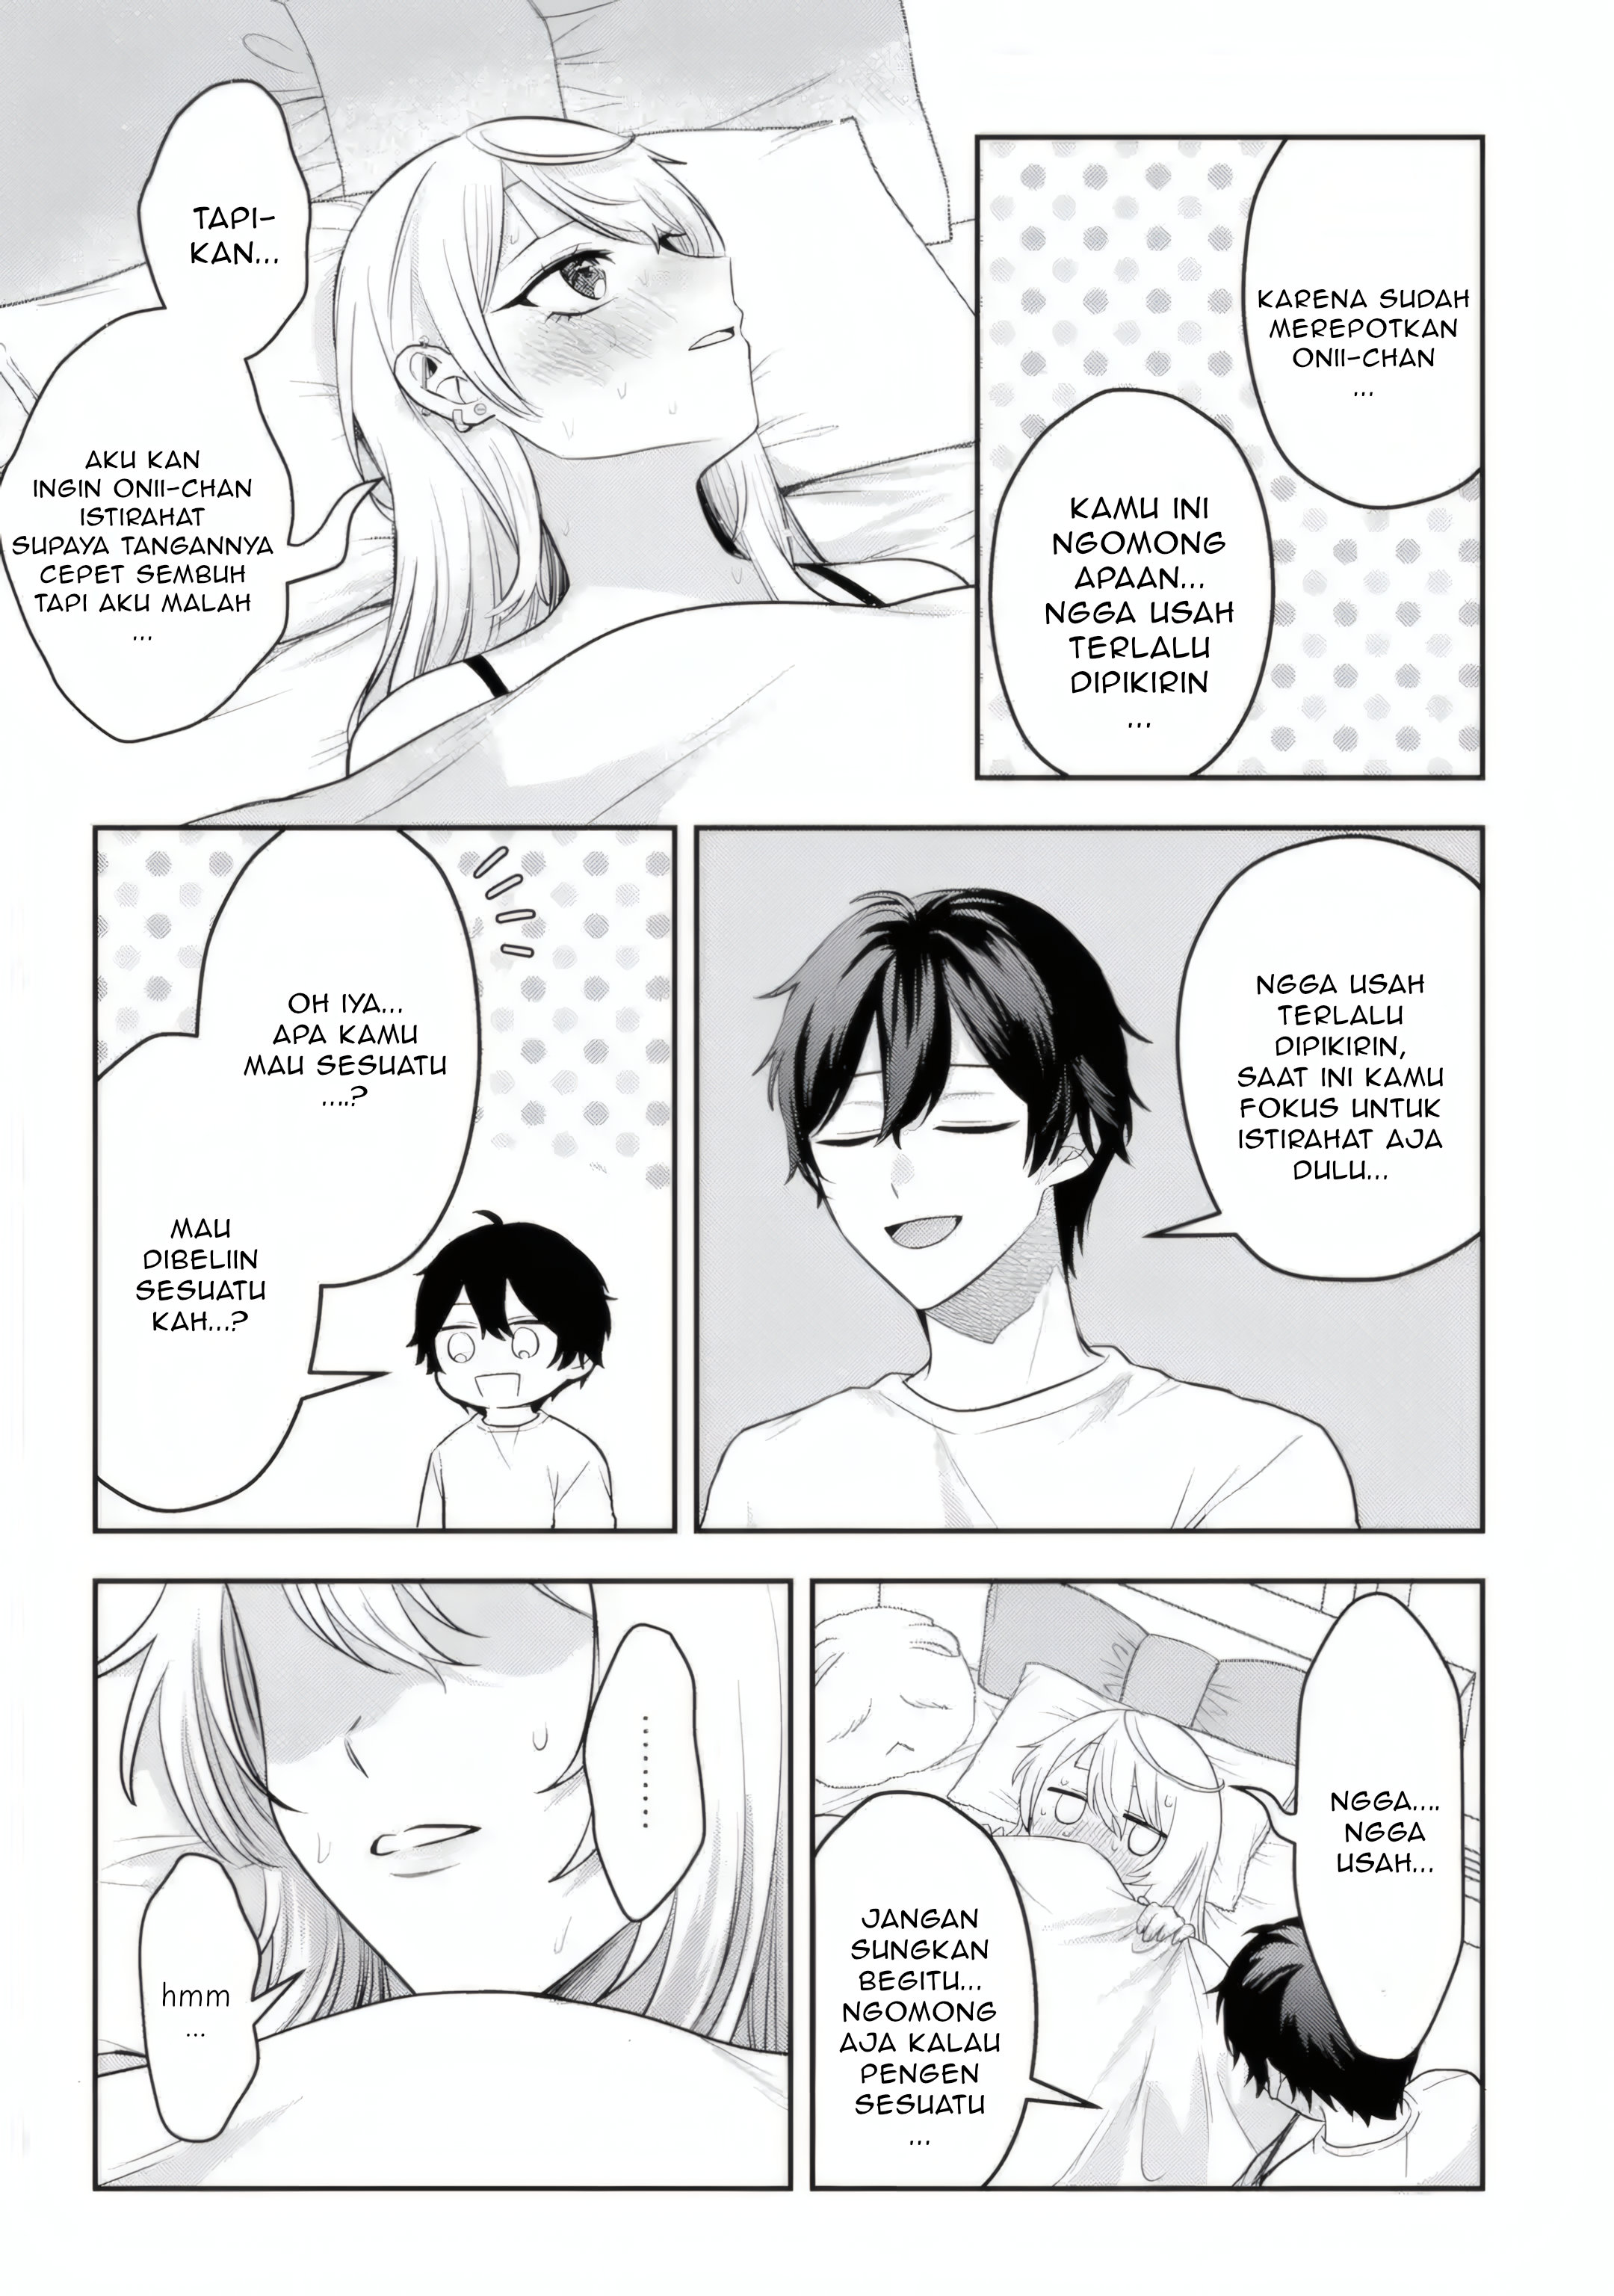 KARENA SUDAH
MEREPOTKAN
ONII-CHAN
...
KAMU INI
NGOMONG
APAAN...
NGGA USAH
TERLALU
DIPIKIRIN
...
TAPI-
KAN...
AKU KAN
INGIN ONII-CHAN
ISTIRAHAT
SUPAYA TANGANNYA
CEPET SEMBUH
TAPI AKU MALAH
...
NGGA USAH
TERLALU
DIPIKIRIN,
SAAT INI KAMU
FOKUS UNTUK
ISTIRAHAT AJA
DULU...
OH IYA...
APA KAMU
MAU SESUATU
....?
MAU
DIBELIIN
SESUATU
KAH...?
NGGA....
NGGA
USAH...
JANGAN
SUNGKAN
BEGITU...
NGOMONG
AJA KALAU
PENGEN
SESUATU
...
.........
hmm
...